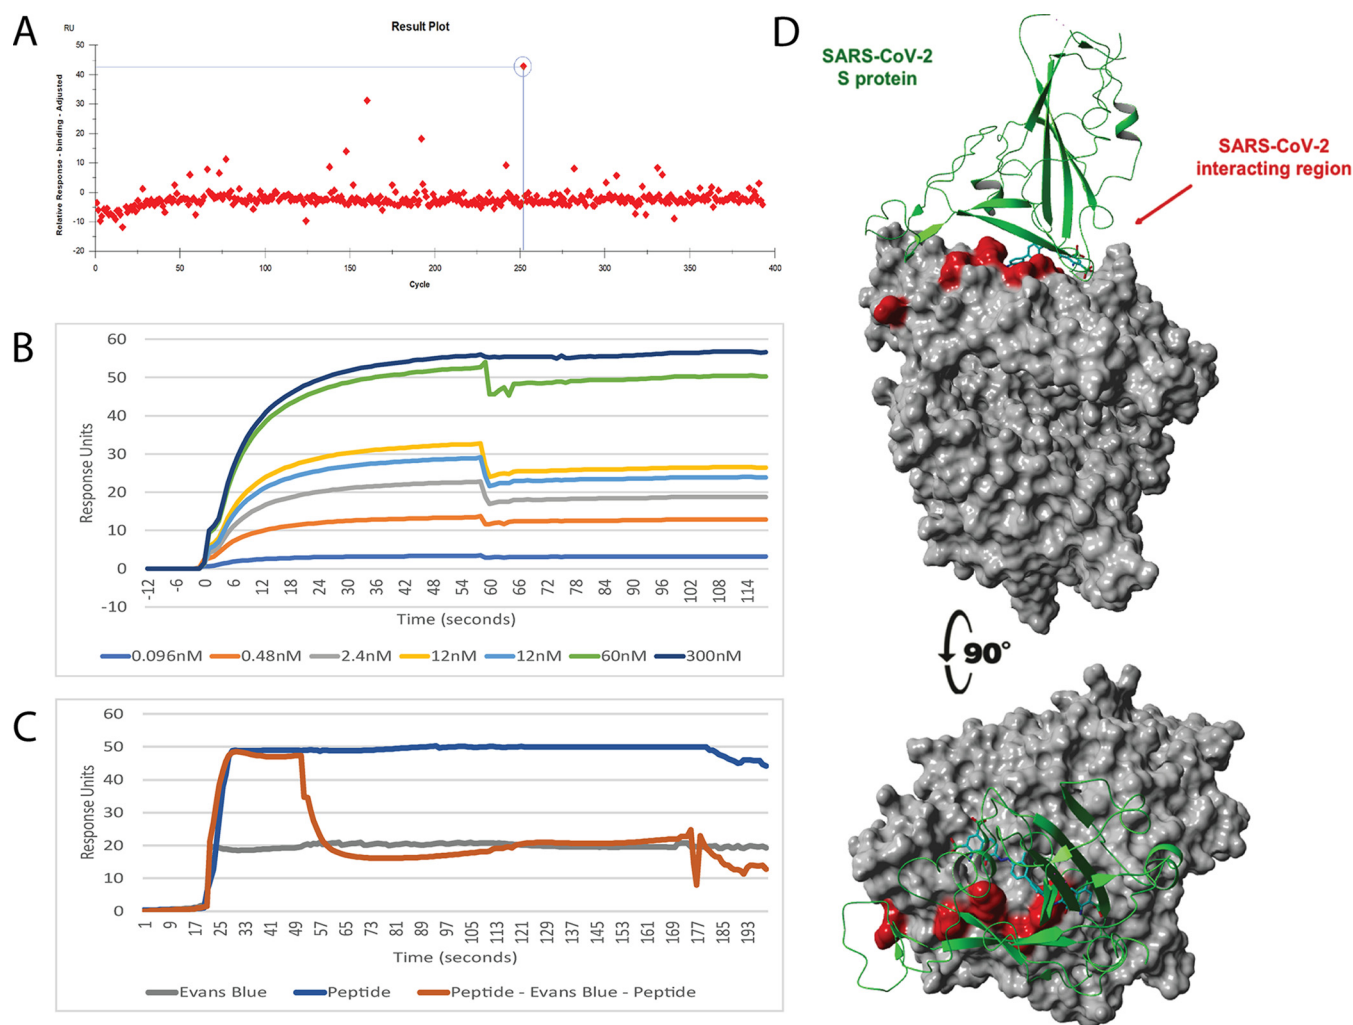 A
RU
Result Plot
Relative Response - binding - Adjusted
50
40
30
20
10
0
-10
-20
0 50 100 150 200 250 300 350 400
Cycle
B
Response Units
60
50
40
30
20
10
0
-10
-12 -6 0 6 12 18 24 30 36 42 48 54 60 66 72 78 84 90 96 102 108 114
Time (seconds)
0.096nM 0.48nM 2.4nM 12nM 12nM 60nM 300nM
C
Response Units
60
50
40
30
20
10
0
1 9 17 25 33 41 49 57 65 73 81 89 97 105 113 121 129 137 145 153 161 169 177 185 193
Time (seconds)
Evans Blue Peptide Peptide - Evans Blue - Peptide
D
SARS-CoV-2
S protein
SARS-CoV-2
interacting region
90°